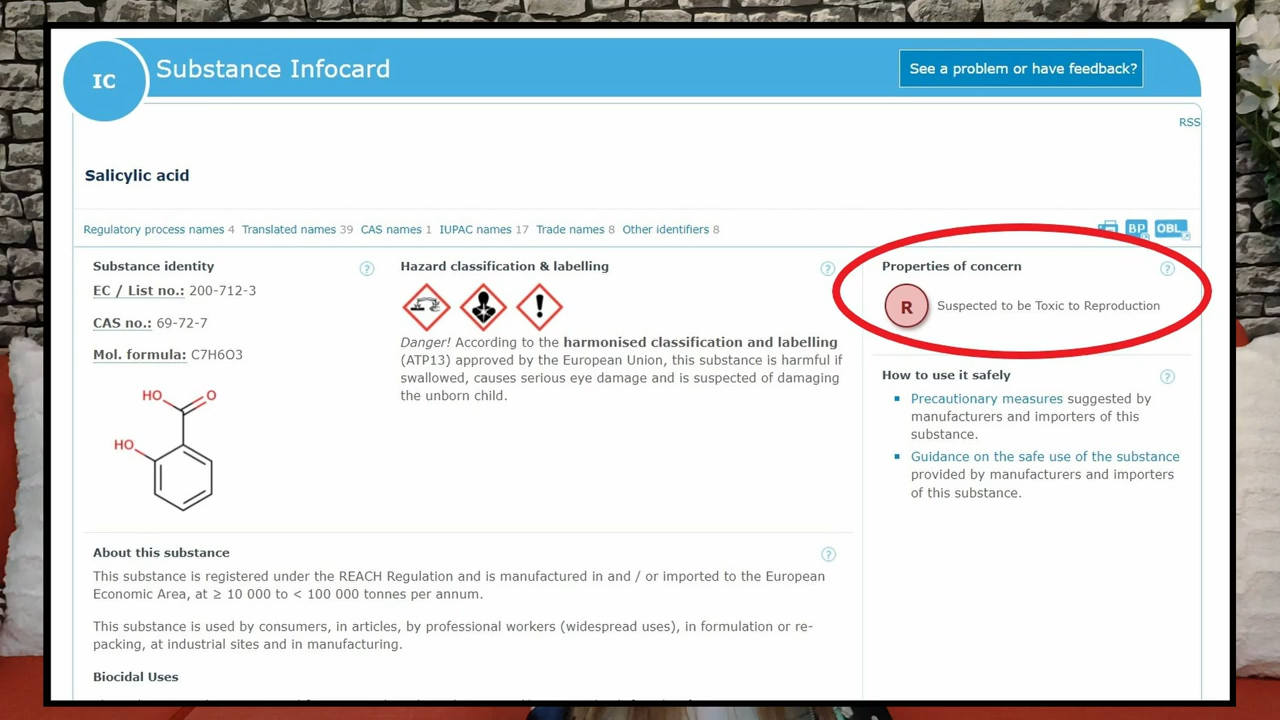 IC
Substance Infocard
See a problem or have feedback?
RSS
Salicylic acid
Regulatory process names 4 Translated names 39 CAS names 1 IUPAC names 17 Trade names 8 Other identifiers 8
BP
OBL
Substance identity ?
EC / List no.: 200-712-3
CAS no.: 69-72-7
Mol. formula: C7H6O3
HO
O
HO
Hazard classification & labelling ?
Danger! According to the harmonised classification and labelling
(ATP13) approved by the European Union, this substance is harmful if
swallowed, causes serious eye damage and is suspected of damaging
the unborn child.
Properties of concern ?
R Suspected to be Toxic to Reproduction
How to use it safely ?
Precautionary measures suggested by
manufacturers and importers of this
substance.
Guidance on the safe use of the substance
provided by manufacturers and importers
of this substance.
About this substance ?
This substance is registered under the REACH Regulation and is manufactured in and / or imported to the European
Economic Area, at ≥ 10 000 to < 100 000 tonnes per annum.
This substance is used by consumers, in articles, by professional workers (widespread uses), in formulation or re-
packing, at industrial sites and in manufacturing.
Biocidal Uses